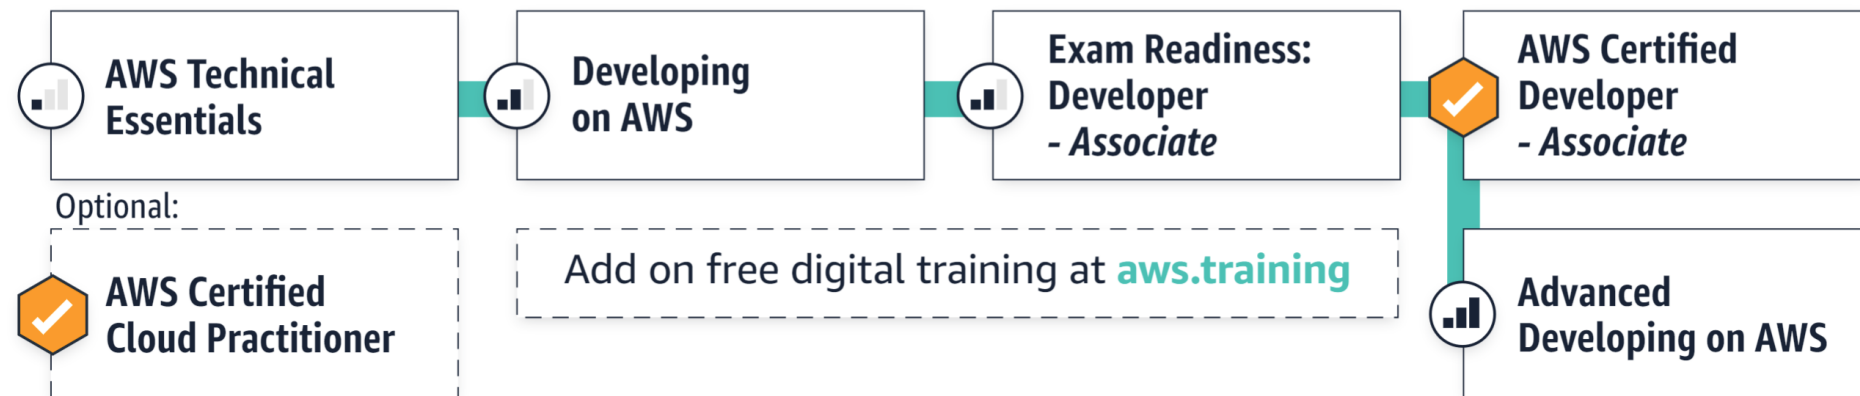 AWS Technical
Essentials
Developing
on AWS
Exam Readiness:
Developer
- Associate
AWS Certified
Developer
- Associate
Optional:
AWS Certified
Cloud Practitioner
Add on free digital training at aws.training
Advanced
Developing on AWS